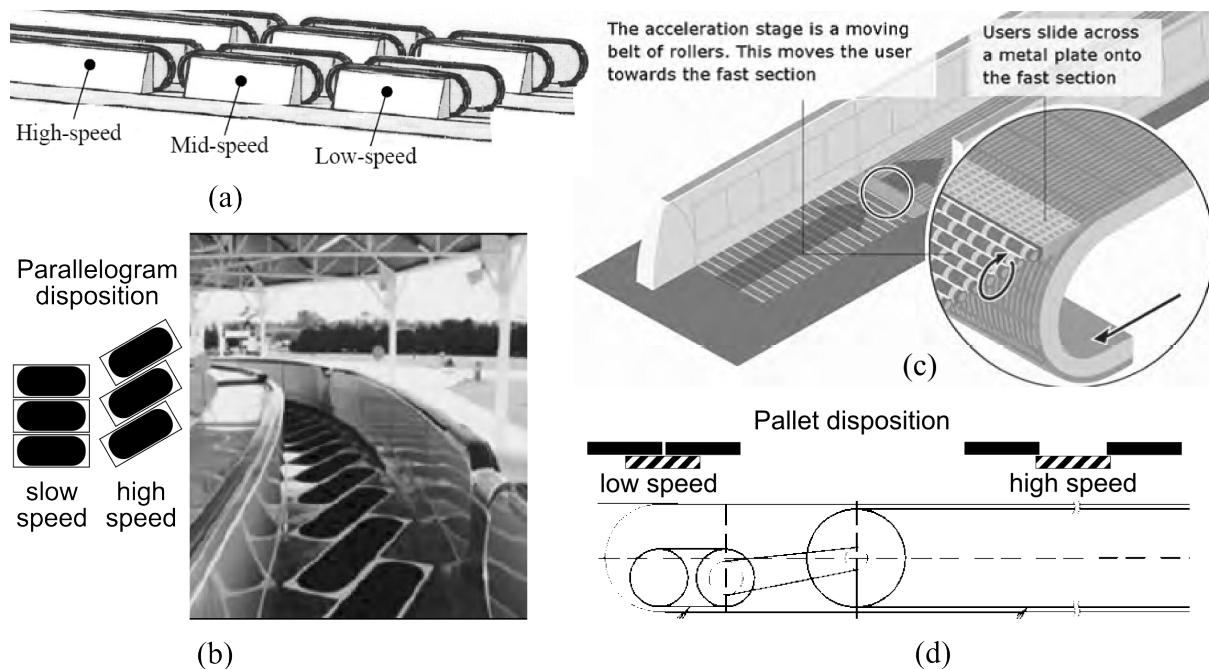 High-speed
Mid-speed
Low-speed
(a)
The acceleration stage is a moving
belt of rollers. This moves the user
towards the fast section
Users slide across
a metal plate onto
the fast section
(c)
Parallelogram
disposition
slow
speed
high
speed
(b)
Pallet disposition
low speed
high speed
(d)